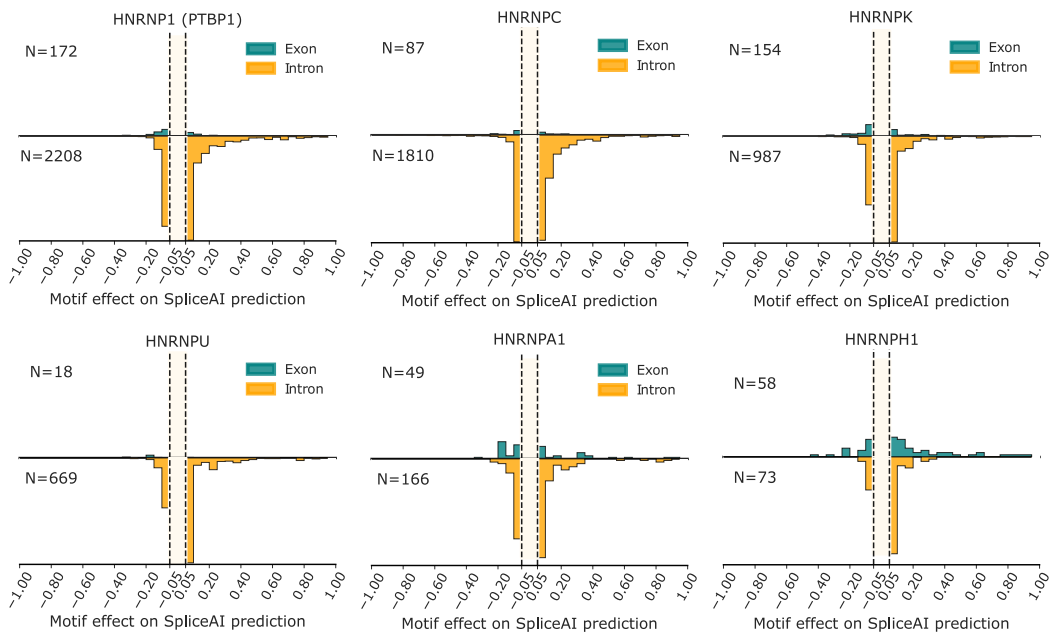 HNRNP1 (PTBP1)
N=172
Exon
Intron
N=2208
−1.00
−0.80
−0.60
−0.40
−0.20
−0.05
0.05
0.20
0.40
0.60
0.80
1.00
Motif effect on SpliceAI prediction
HNRNPC
N=87
Exon
Intron
N=1810
−1.00
−0.80
−0.60
−0.40
−0.20
−0.05
0.05
0.20
0.40
0.60
0.80
1.00
Motif effect on SpliceAI prediction
HNRNPK
N=154
Exon
Intron
N=987
−1.00
−0.80
−0.60
−0.40
−0.20
−0.05
0.05
0.20
0.40
0.60
0.80
1.00
Motif effect on SpliceAI prediction
HNRNPU
N=18
Exon
Intron
N=669
−1.00
−0.80
−0.60
−0.40
−0.20
−0.05
0.05
0.20
0.40
0.60
0.80
1.00
Motif effect on SpliceAI prediction
HNRNPA1
N=49
Exon
Intron
N=166
−1.00
−0.80
−0.60
−0.40
−0.20
−0.05
0.05
0.20
0.40
0.60
0.80
1.00
Motif effect on SpliceAI prediction
HNRNPH1
N=58
Exon
Intron
N=73
−1.00
−0.80
−0.60
−0.40
−0.20
−0.05
0.05
0.20
0.40
0.60
0.80
1.00
Motif effect on SpliceAI prediction